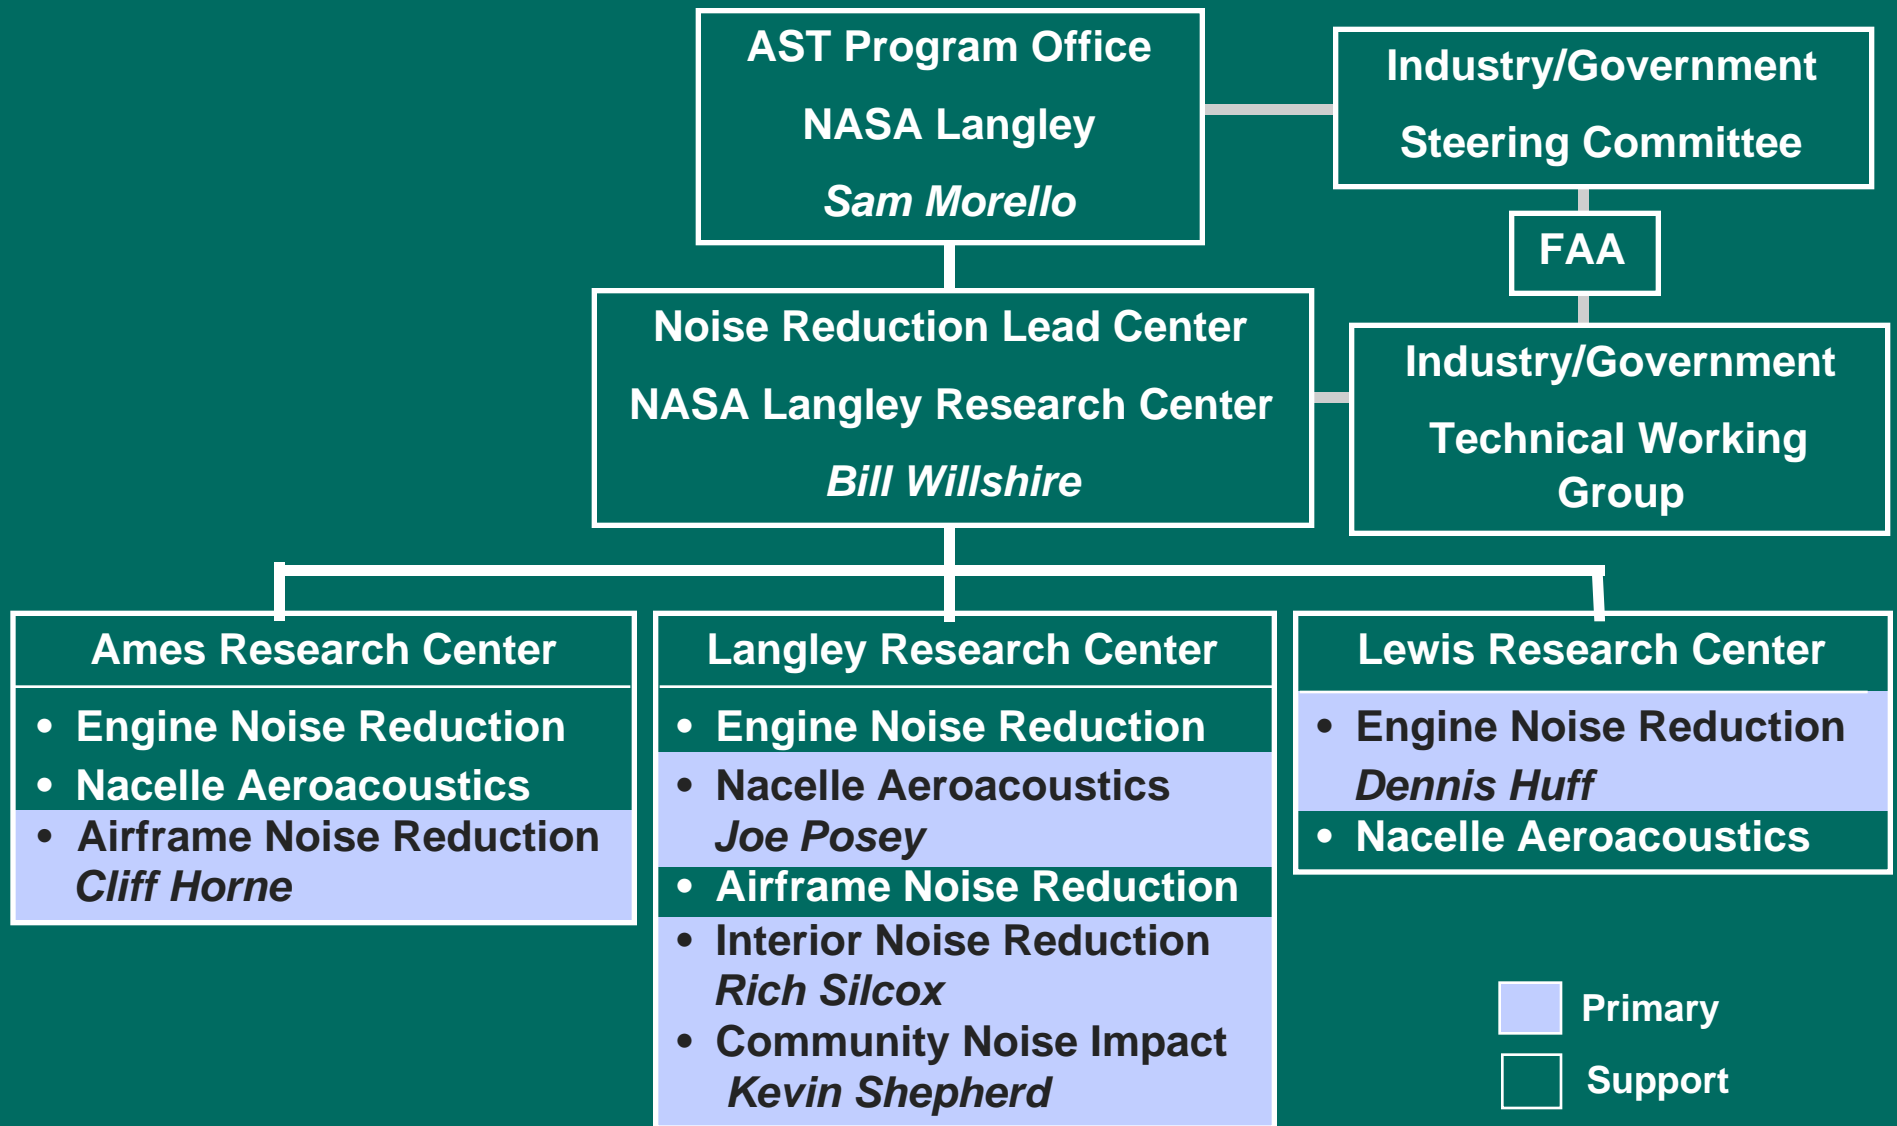 AST Program Office
NASA Langley
Sam Morello
Industry/Government
Steering Committee
FAA
Noise Reduction Lead Center
NASA Langley Research Center
Bill Willshire
Industry/Government
Technical Working
Group
Ames Research Center
• Engine Noise Reduction
• Nacelle Aeroacoustics
• Airframe Noise Reduction
Cliff Horne
Langley Research Center
• Engine Noise Reduction
• Nacelle Aeroacoustics
Joe Posey
• Airframe Noise Reduction
• Interior Noise Reduction
Rich Silcox
• Community Noise Impact
Kevin Shepherd
Lewis Research Center
• Engine Noise Reduction
Dennis Huff
• Nacelle Aeroacoustics
Primary
Support